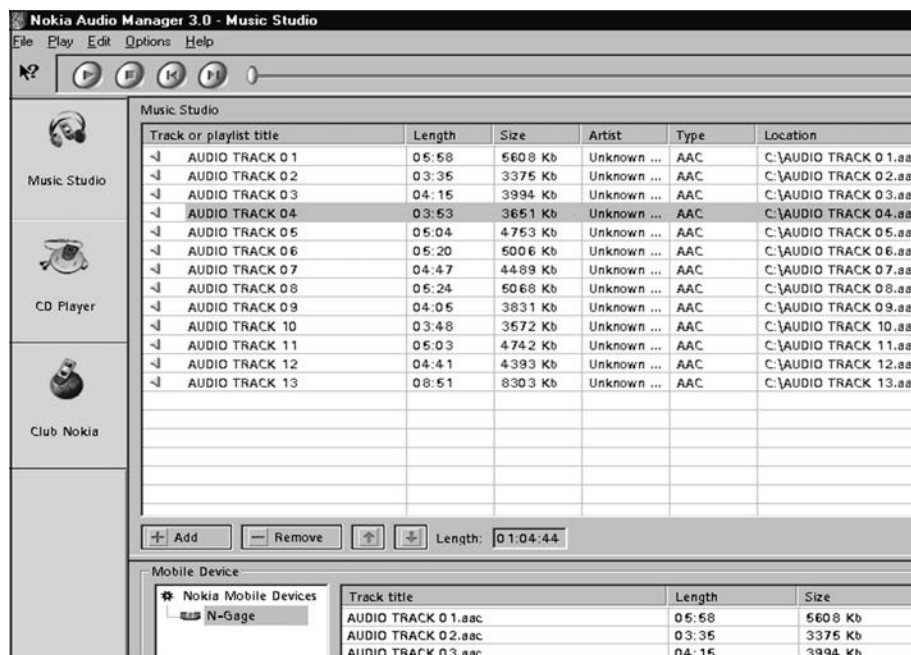 Nokia Audio Manager 3.0 - Music Studio
File Play Edit Options Help
Music Studio
Track or playlist title Length Size Artist Type Location
AUDIO TRACK 01 05:58 5608 Kb Unknown ... AAC C:\AUDIO TRACK 01.aa
AUDIO TRACK 02 03:35 3375 Kb Unknown ... AAC C:\AUDIO TRACK 02.aa
AUDIO TRACK 03 04:15 3994 Kb Unknown ... AAC C:\AUDIO TRACK 03.aa
AUDIO TRACK 04 03:53 3651 Kb Unknown ... AAC C:\AUDIO TRACK 04.aa
AUDIO TRACK 05 05:04 4753 Kb Unknown ... AAC C:\AUDIO TRACK 05.aa
AUDIO TRACK 06 05:20 5006 Kb Unknown ... AAC C:\AUDIO TRACK 06.aa
AUDIO TRACK 07 04:47 4489 Kb Unknown ... AAC C:\AUDIO TRACK 07.aa
AUDIO TRACK 08 05:24 5068 Kb Unknown ... AAC C:\AUDIO TRACK 08.aa
AUDIO TRACK 09 04:05 3831 Kb Unknown ... AAC C:\AUDIO TRACK 09.aa
AUDIO TRACK 10 03:48 3572 Kb Unknown ... AAC C:\AUDIO TRACK 10.aa
AUDIO TRACK 11 05:03 4742 Kb Unknown ... AAC C:\AUDIO TRACK 11.aa
AUDIO TRACK 12 04:41 4393 Kb Unknown ... AAC C:\AUDIO TRACK 12.aa
AUDIO TRACK 13 08:51 8303 Kb Unknown ... AAC C:\AUDIO TRACK 13.aa
Music Studio
CD Player
Club Nokia
Add Remove Length: 01:04:44
Mobile Device
Nokia Mobile Devices
N-Gage
Track title Length Size
AUDIO TRACK 01.aac 05:58 5608 Kb
AUDIO TRACK 02.aac 03:35 3375 Kb
AUDIO TRACK 03.aac 04:15 3994 Kb